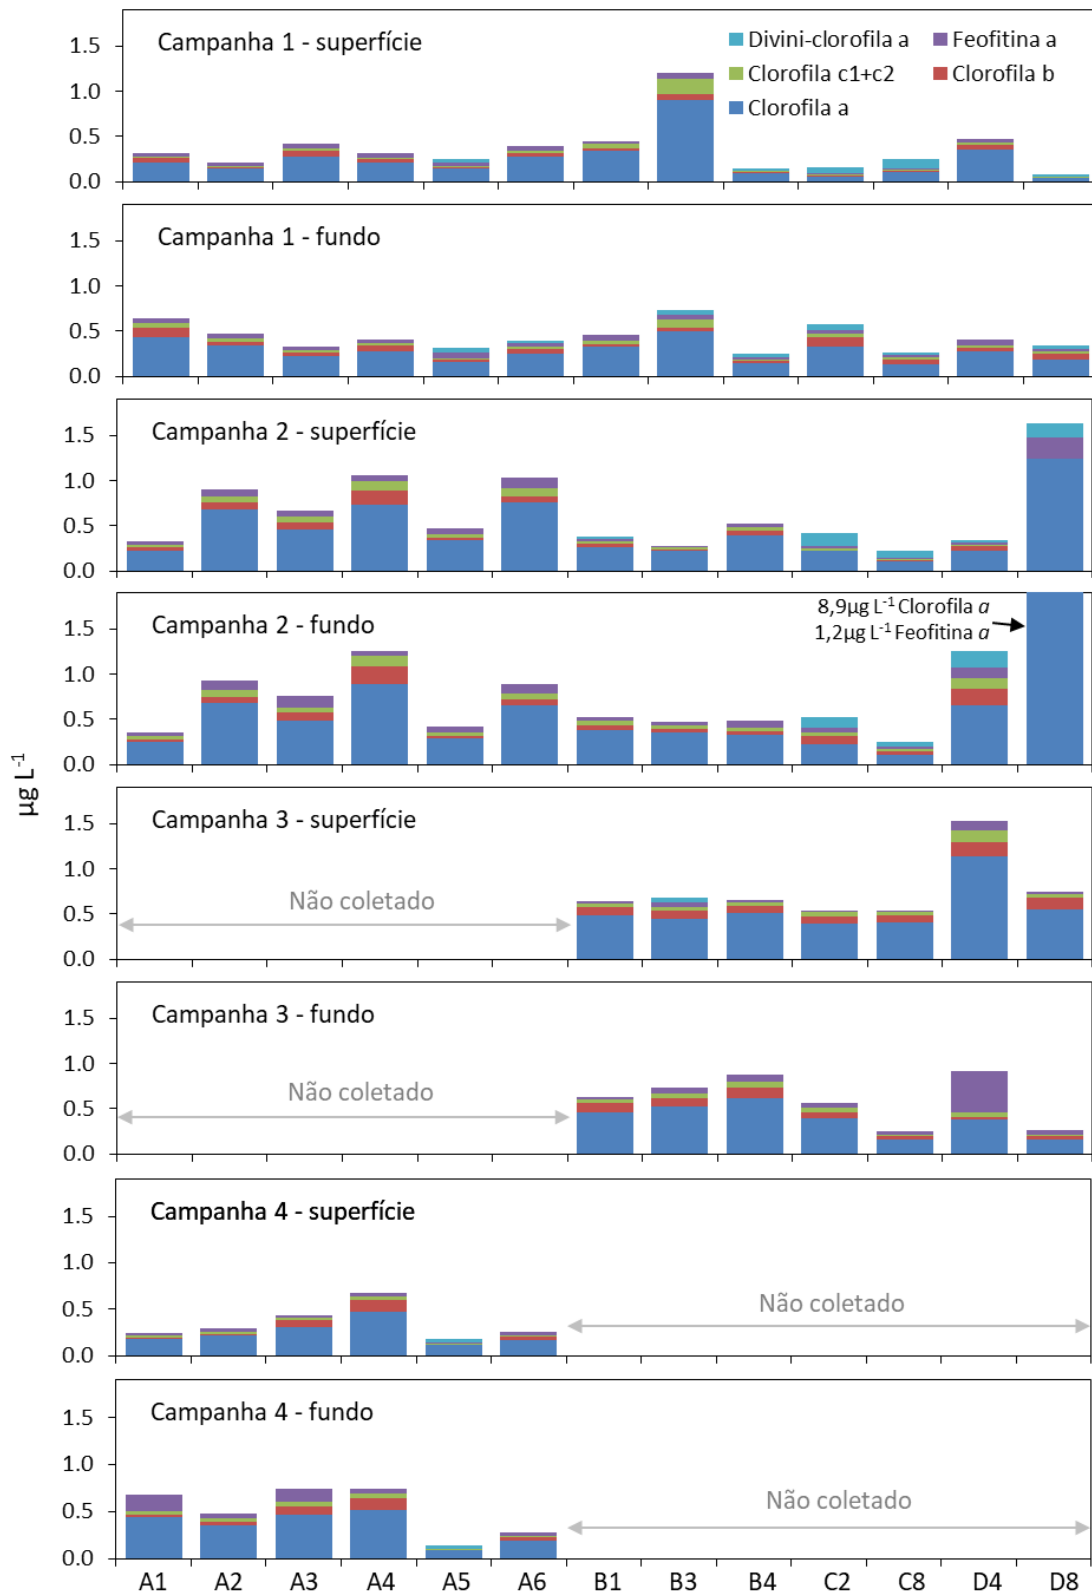 Campanha 1 - superfície
Divini-clorofila a Feofitina a
Clorofila c1+c2 Clorofila b
Clorofila a
1.5
1.0
0.5
0.0
Campanha 1 - fundo
1.5
1.0
0.5
0.0
Campanha 2 - superfície
1.5
1.0
0.5
0.0
Campanha 2 - fundo
8,9µg L-1 Clorofila a
1,2µg L-1 Feofitina a
1.5
1.0
0.5
0.0
µg L-1
Campanha 3 - superfície
Não coletado
1.5
1.0
0.5
0.0
Campanha 3 - fundo
Não coletado
1.5
1.0
0.5
0.0
Campanha 4 - superfície
Não coletado
1.5
1.0
0.5
0.0
Campanha 4 - fundo
Não coletado
1.5
1.0
0.5
0.0
A1 A2 A3 A4 A5 A6 B1 B3 B4 C2 C8 D4 D8